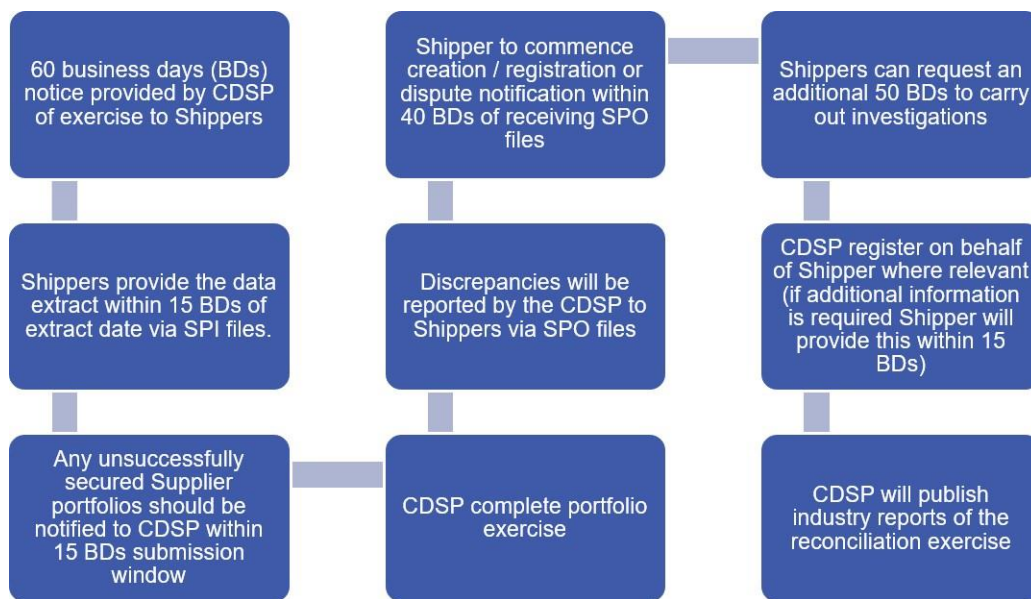 60 business days (BDs)
notice provided by CDSP
of exercise to Shippers
Shippers provide the data
extract within 15 BDs of
extract date via SPI files.
Any unsuccessfully
secured Supplier
portfolios should be
notified to CDSP within
15 BDs submission
window
CDSP complete portfolio
exercise
Discrepancies will be
reported by the CDSP to
Shippers via SPO files
Shipper to commence
creation / registration or
dispute notification within
40 BDs of receiving SPO
files
Shippers can request an
additional 50 BDs to carry
out investigations
CDSP register on behalf
of Shipper where relevant
(if additional information
is required Shipper will
provide this within 15
BDs)
CDSP will publish
industry reports of the
reconciliation exercise